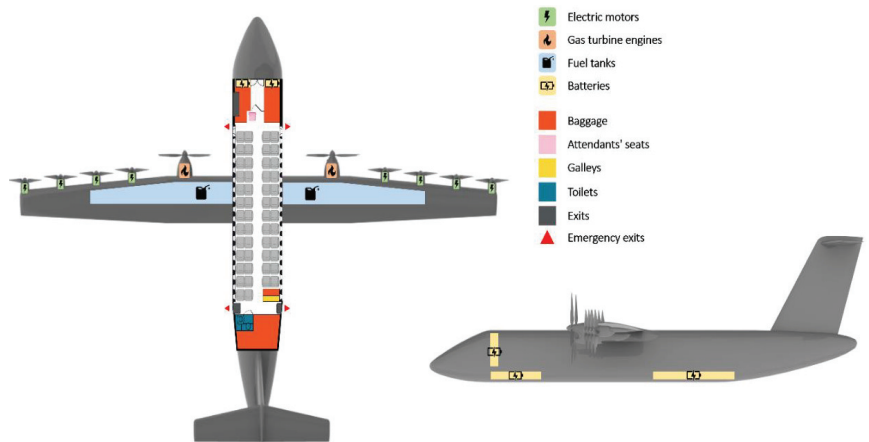 Electric motors
Gas turbine engines
Fuel tanks
Batteries
Baggage
Attendants' seats
Galleys
Toilets
Exits
Emergency exits